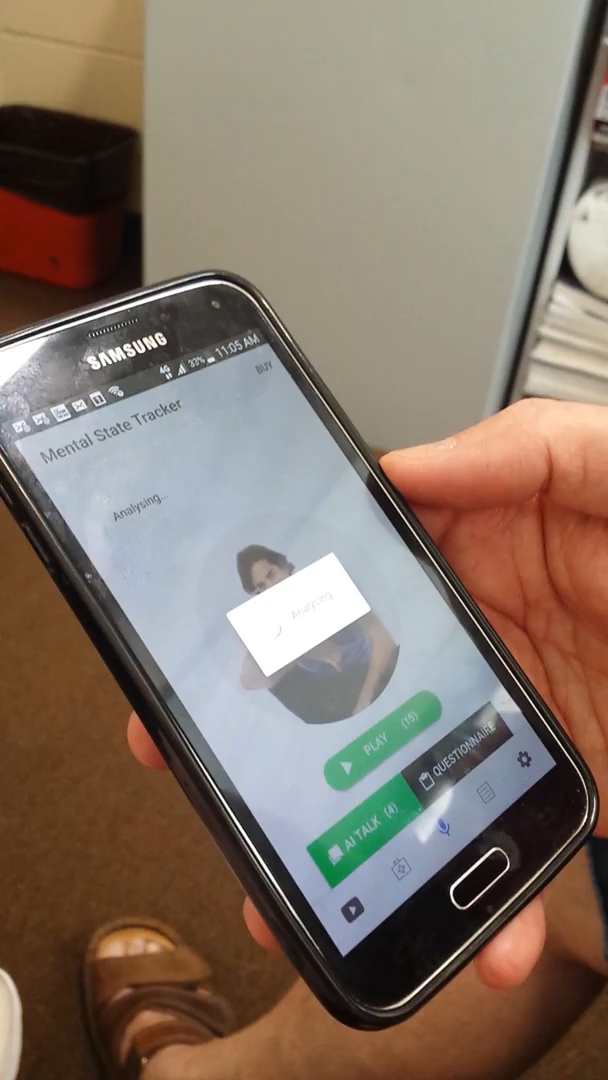 SAMSUNG
4G 33% 11:05 AM
Mental State Tracker
BUY
Analysing...
Analysing
PLAY (15)
AI TALK (4)
QUESTIONNAIRE